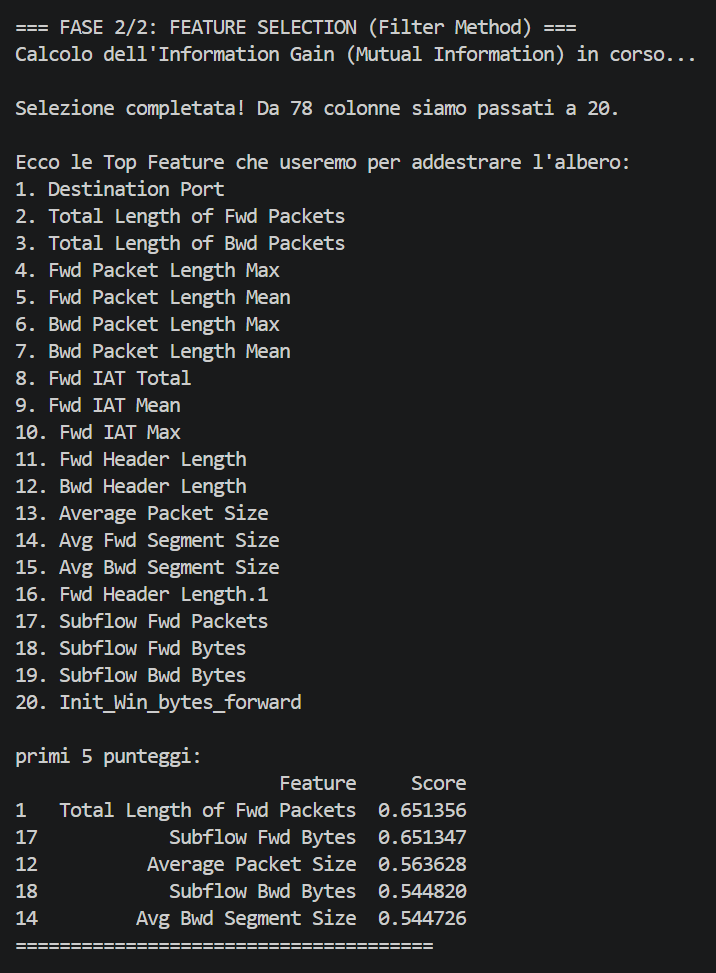 === FASE 2/2: FEATURE SELECTION (Filter Method) ===
Calcolo dell'Information Gain (Mutual Information) in corso...
Selezione completata! Da 78 colonne siamo passati a 20.
Ecco le Top Feature che useremo per addestrare l'albero:
1. Destination Port
2. Total Length of Fwd Packets
3. Total Length of Bwd Packets
4. Fwd Packet Length Max
5. Fwd Packet Length Mean
6. Bwd Packet Length Max
7. Bwd Packet Length Mean
8. Fwd IAT Total
9. Fwd IAT Mean
10. Fwd IAT Max
11. Fwd Header Length
12. Bwd Header Length
13. Average Packet Size
14. Avg Fwd Segment Size
15. Avg Bwd Segment Size
16. Fwd Header Length.1
17. Subflow Fwd Packets
18. Subflow Fwd Bytes
19. Subflow Bwd Bytes
20. Init_Win_bytes_forward
primi 5 punteggi:
Feature Score
1 Total Length of Fwd Packets 0.651356
17 Subflow Fwd Bytes 0.651347
12 Average Packet Size 0.563628
18 Subflow Bwd Bytes 0.544820
14 Avg Bwd Segment Size 0.544726
======================================